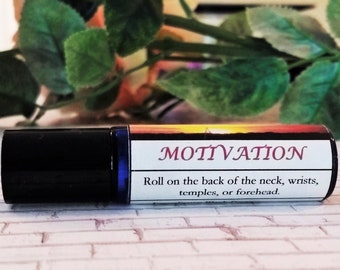 MOTIVATION
Roll on the back of the neck, wrists,
temples, or forehead.